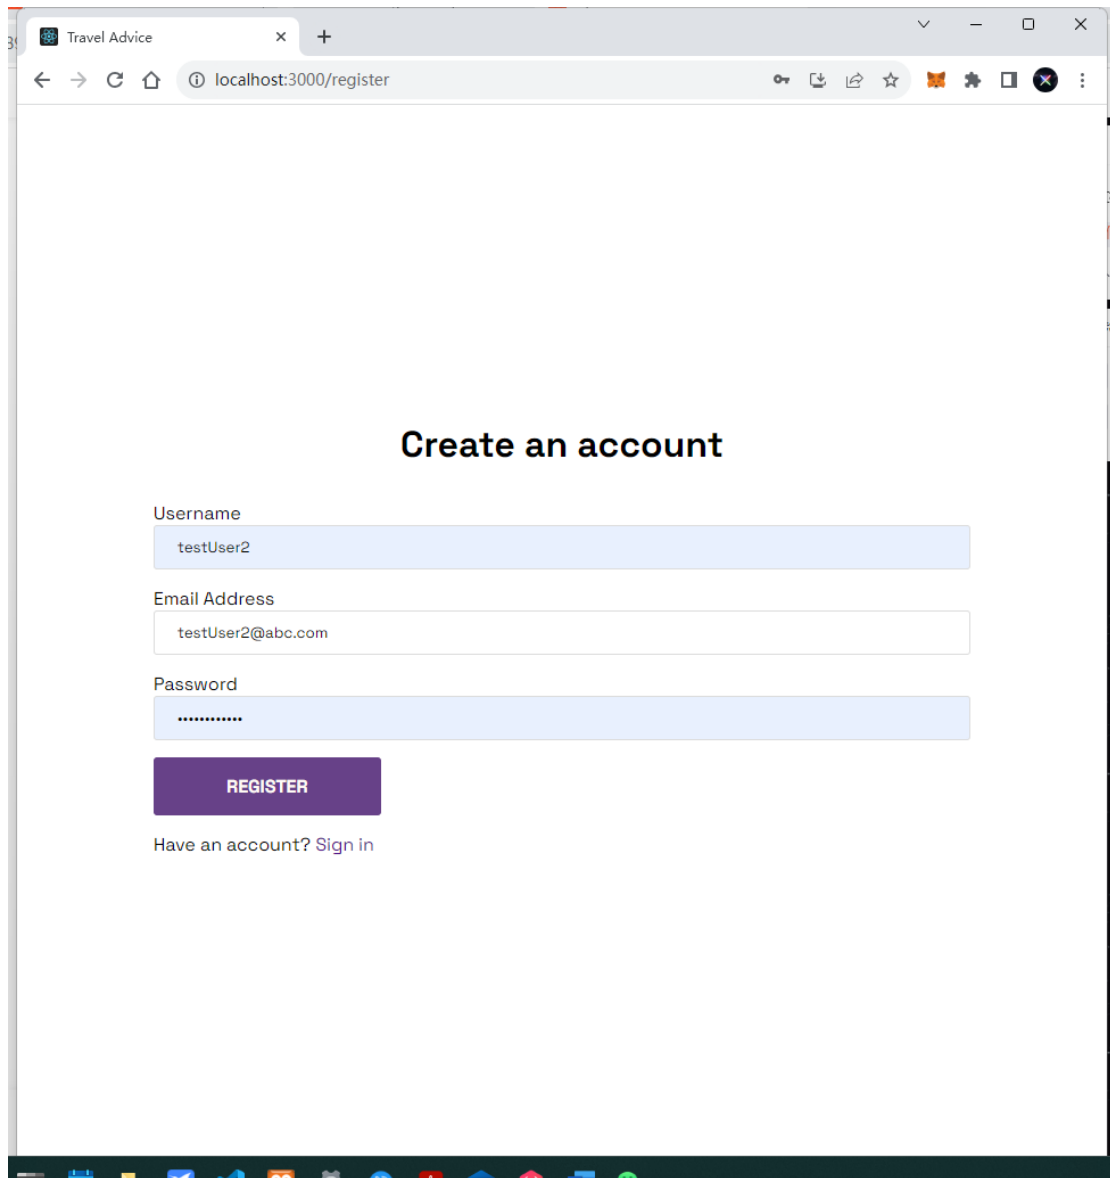 Travel Advice
localhost:3000/register
Create an account
Username
testUser2
Email Address
testUser2@abc.com
Password
••••••••••••
REGISTER
Have an account? Sign in